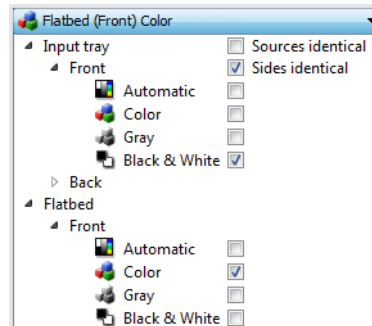 Flatbed (Front) Color
Input tray Sources identical
Front Sides identical
Automatic
Color
Gray
Black & White
Back
Flatbed
Front
Automatic
Color
Gray
Black & White